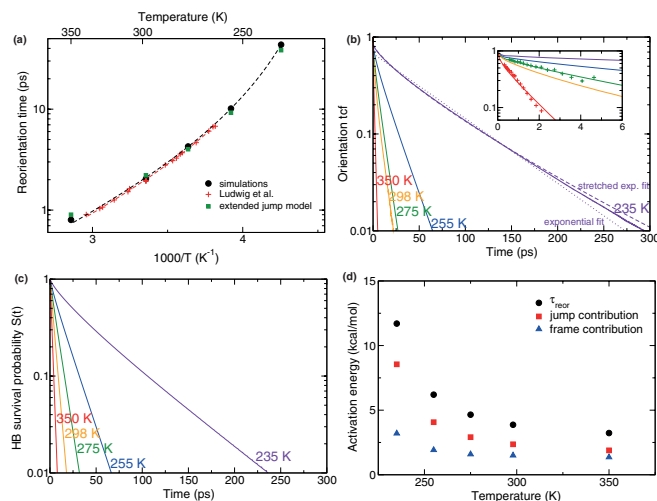 Temperature (K)
350 300 260
(a)
Reorientation time (ps)
10
1
simulations
Ludwig et al.
extended jump model
3 4
1000/T (K-1)
(b)
Orientation tcf
1
0.1
0.01
1
0.1
0 2 4 6
350 K
298 K
275 K
255 K
235 K
stretched exp. fit
exponential fit
0 50 100 150 200 250 300
Time (ps)
(c)
HB survival probability S(t)
1
0.1
0.01
350 K
298 K
275 K
255 K
235 K
0 50 100 150 200 250 300
Time (ps)
(d)
Activation energy (kcal/mol)
15
10
5
0
τreor
jump contribution
frame contribution
250 300 350
Temperature (K)